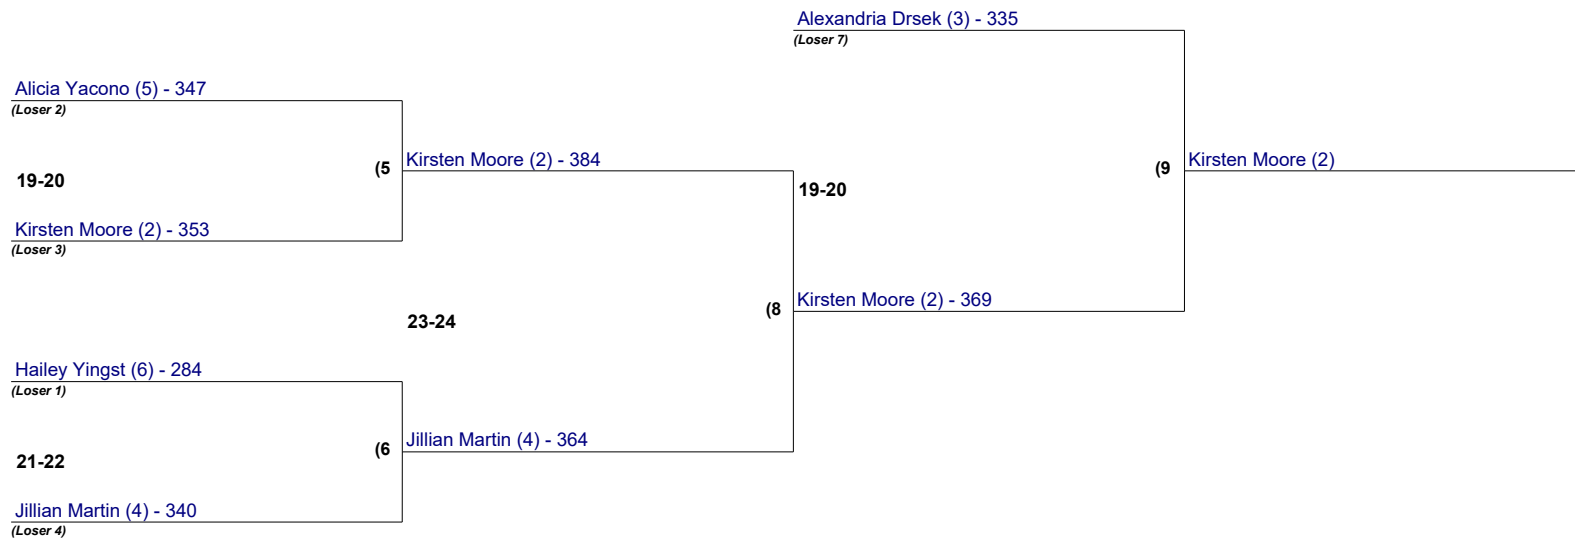 Alexandria Drsek (3) - 335
(Loser 7)
Alicia Yacono (5) - 347
(Loser 2)
19-20
(5
Kirsten Moore (2) - 384
Kirsten Moore (2) - 353
(Loser 3)
19-20
(9
Kirsten Moore (2)
23-24
(8
Kirsten Moore (2) - 369
Hailey Yingst (6) - 284
(Loser 1)
21-22
(6
Jillian Martin (4) - 364
Jillian Martin (4) - 340
(Loser 4)